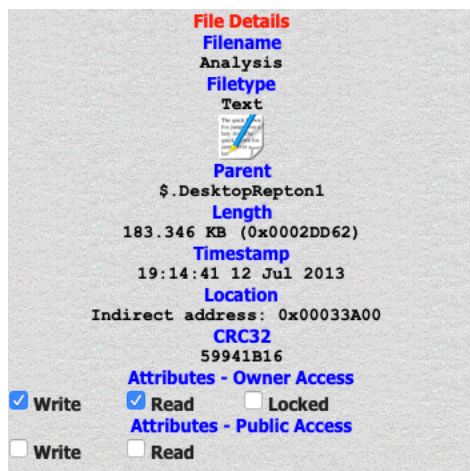 File Details
Filename
Analysis
Filetype
Text
Parent
$.DesktopRepton1
Length
183.346 KB (0x0002DD62)
Timestamp
19:14:41 12 Jul 2013
Location
Indirect address: 0x00033A00
CRC32
59941B16
Attributes - Owner Access
Write Read Locked
Attributes - Public Access
Write Read